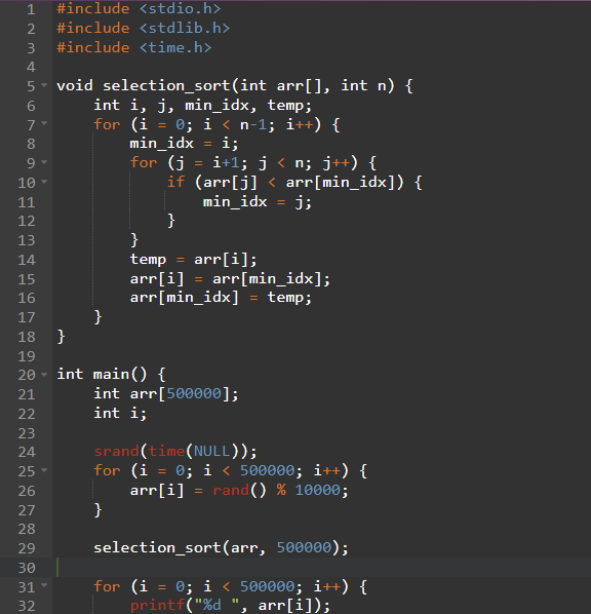 1 #include <stdio.h>
2 #include <stdlib.h>
3 #include <time.h>
4
5 void selection_sort(int arr[], int n) {
6     int i, j, min_idx, temp;
7     for (i = 0; i < n-1; i++) {
8         min_idx = i;
9         for (j = i+1; j < n; j++) {
10             if (arr[j] < arr[min_idx]) {
11                 min_idx = j;
12             }
13         }
14         temp = arr[i];
15         arr[i] = arr[min_idx];
16         arr[min_idx] = temp;
17     }
18 }
19
20 int main() {
21     int arr[500000];
22     int i;
23
24     srand(time(NULL));
25     for (i = 0; i < 500000; i++) {
26         arr[i] = rand() % 10000;
27     }
28
29     selection_sort(arr, 500000);
30
31     for (i = 0; i < 500000; i++) {
32         printf("%d ", arr[i]);